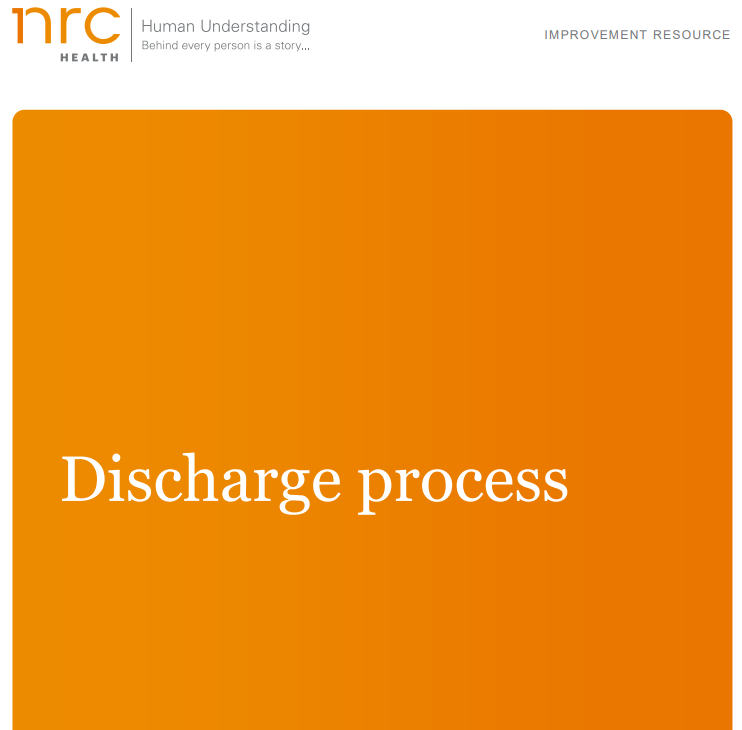 nrc
HEALTH
Human Understanding
Behind every person is a story...
IMPROVEMENT RESOURCE
Discharge process